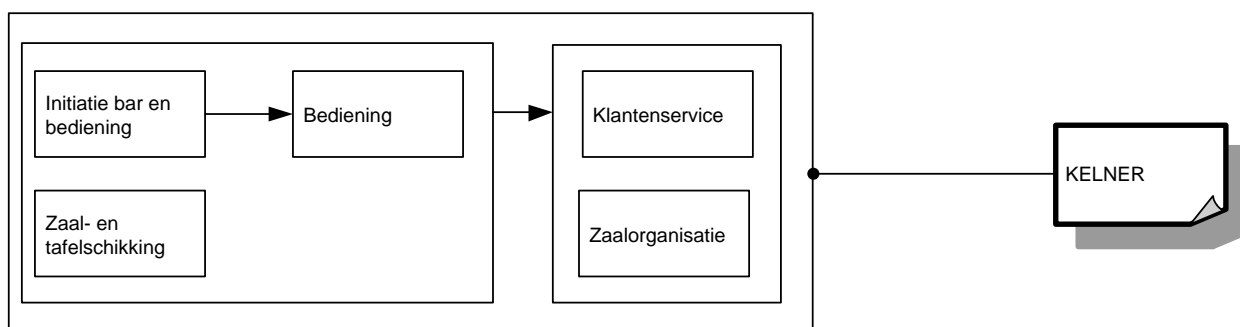 Initiatie bar en
bediening
Bediening
Klantenservice
KELNER
Zaal- en
tafelschikking
Zaalorganisatie